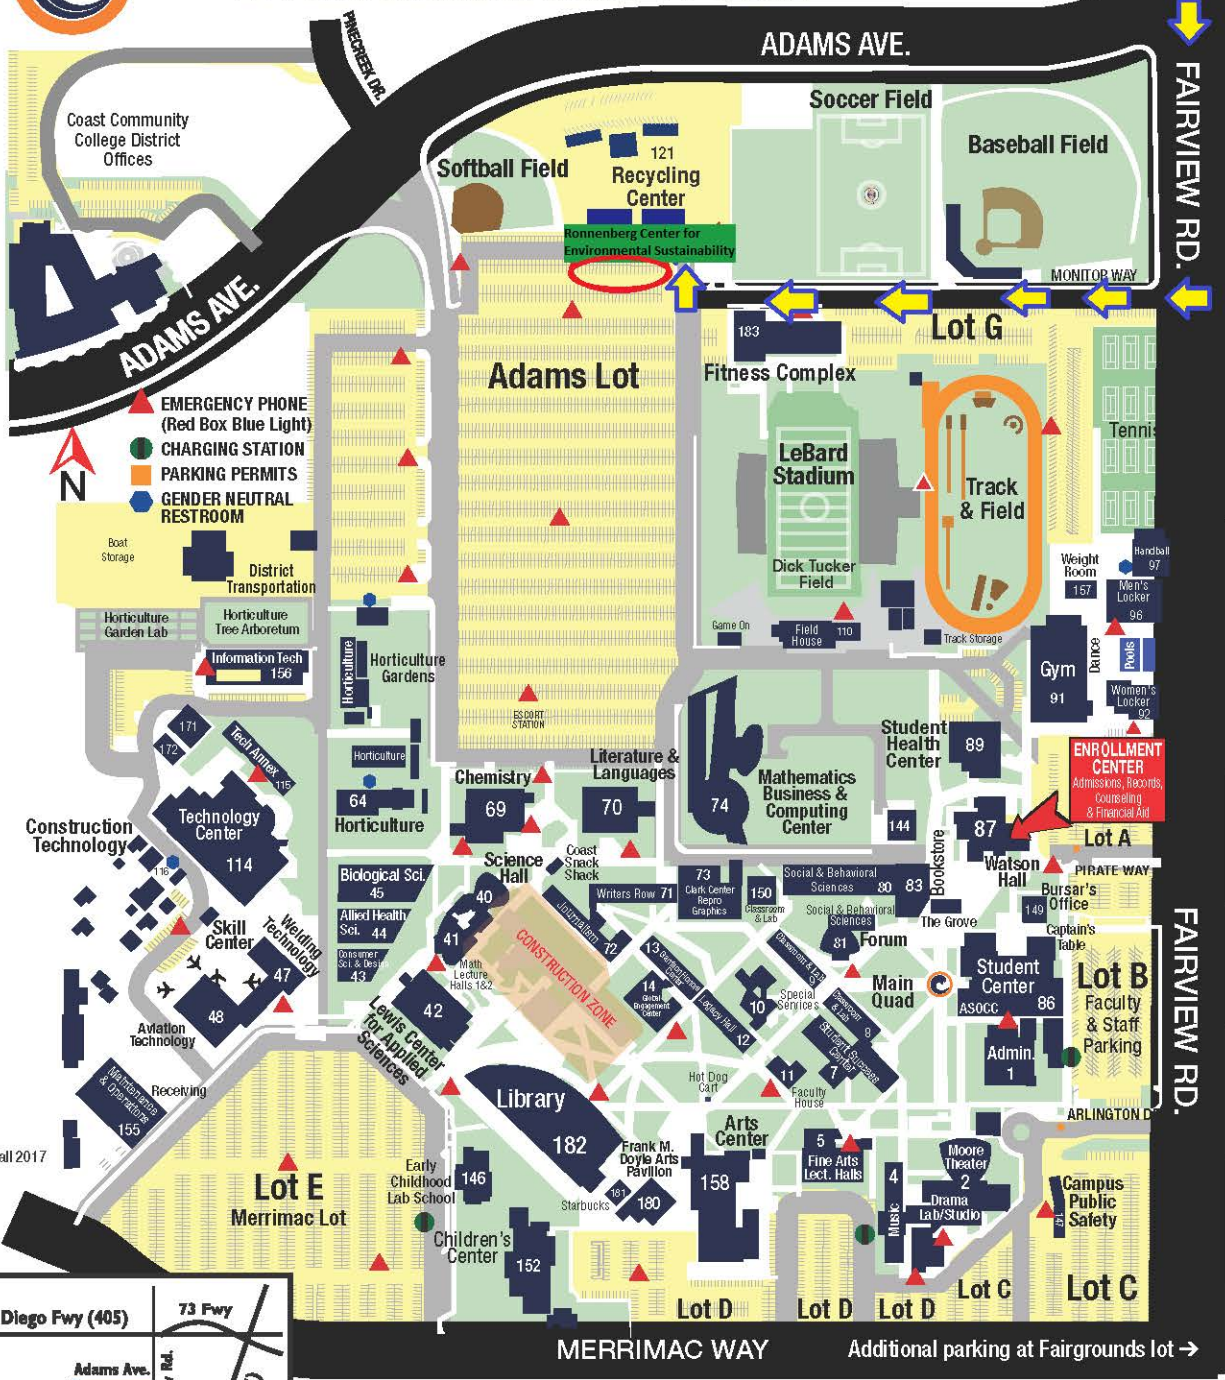 ADAMS AVE.
PINECREEK DR.
FAIRVIEW RD.
Coast Community
College District
Offices
Soccer Field
Baseball Field
Softball Field
121
Recycling
Center
Ronnenberg Center for
Environmental Sustainability
MONITOR WAY
ADAMS AVE.
183
Lot G
Fitness Complex
Adams Lot
EMERGENCY PHONE
(Red Box Blue Light)
CHARGING STATION
PARKING PERMITS
GENDER NEUTRAL
RESTROOM
N
Tennis
LeBard
Stadium
Track
& Field
Dick Tucker
Field
Boat
Storage
District
Transportation
Weight
Room
157
Handball
97
Men's
Locker
96
Horticulture
Garden Lab
Horticulture
Tree Arboretum
Game On
Field
House
110
Track Storage
Information Tech
156
Horticulture
Horticulture
Gardens
Gym
91
Dance
Pools
Women's
Locker
92
ESCORT
STATION
171
172
Tech Annex
115
Horticulture
Student
Health
Center
89
ENROLLMENT
CENTER
Admissions, Records,
Counseling
& Financial Aid
Literature &
Languages
Chemistry
Mathematics
Business &
Computing
Center
74
64
Horticulture
69
70
144
87
Lot A
Construction
Technology
Technology
Center
114
116
Science
Hall
Coast
Snack
Shack
Bookstore
Watson
Hall
PIRATE WAY
Biological Sci.
45
40
Writers Row 71
73
Clark Center
Repro
Graphics
150
Classroom
& Lab
Social & Behavioral
Sciences 80
83
Bursar's
Office
149
Allied Health
Sci. 44
41
Journalism
72
Social & Behavioral
Sciences
81
Forum
The Grove
Captain's
Table
FAIRVIEW RD.
Skill
Center
Welding
Technology
47
Consumer
Sci. & Design
43
Math
Lecture
Halls 1&2
CONSTRUCTION ZONE
13
14
Global
Engagement
Center
10
Special
Services
9
Main
Quad
Student
Center
86
ASOCC
Lot B
Faculty
& Staff
Parking
48
Aviation
Technology
42
Lewis Center
for Applied
Sciences
Legacy Hall
12
Student Success
Center
7
Admin.
1
Maintenance
& Operations
155
Receiving
Library
182
Hot Dog
Cart
11
Faculty
House
ARLINGTON D
all 2017
Arts
Center
5
Fine Arts
Lect. Halls
Moore
Theater
2
Frank M.
Doyle Arts
Pavilion
Early
Childhood
Lab School
146
Lot E
Merrimac Lot
Starbucks
181
180
158
4
Music
Drama
Lab/Studio
Campus
Public
Safety
147
Children's
Center
152
Lot D
Lot D
Lot D
Lot C
Lot C
MERRIMAC WAY
Additional parking at Fairgrounds lot →
Diego Fwy (405)
73 Fwy
Adams Ave.
Rd.